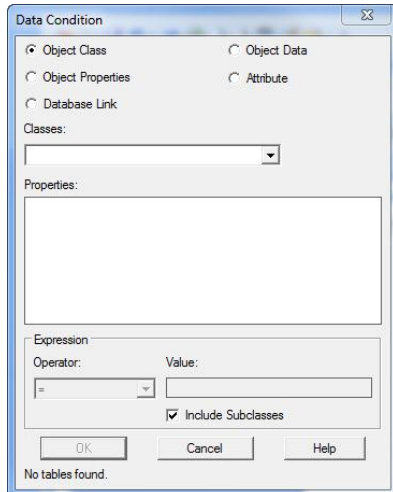 Data Condition
Object Class
Object Data
Object Properties
Attribute
Database Link
Classes:
Properties:
Expression
Operator:
Value:
=
Include Subclasses
OK
Cancel
Help
No tables found.